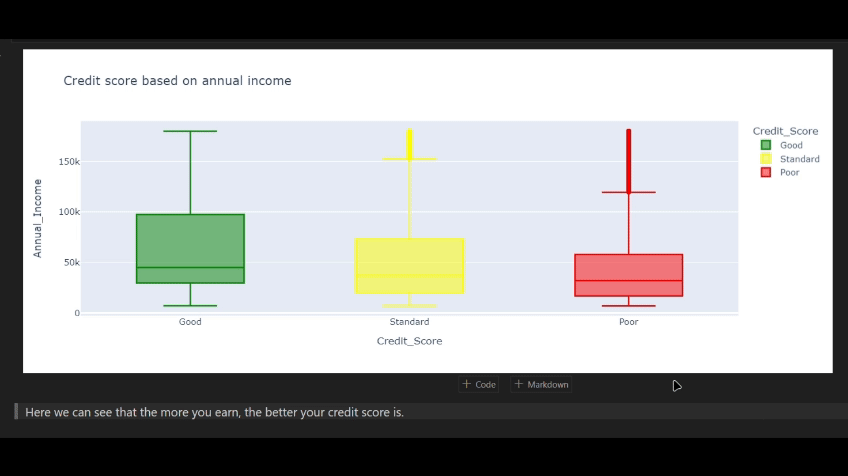 Credit score based on annual income
Credit_Score
Good
Standard
Poor
Annual_Income
150k
100k
50k
0
Good Standard Poor
Credit_Score
+ Code + Markdown
Here we can see that the more you earn, the better your credit score is.